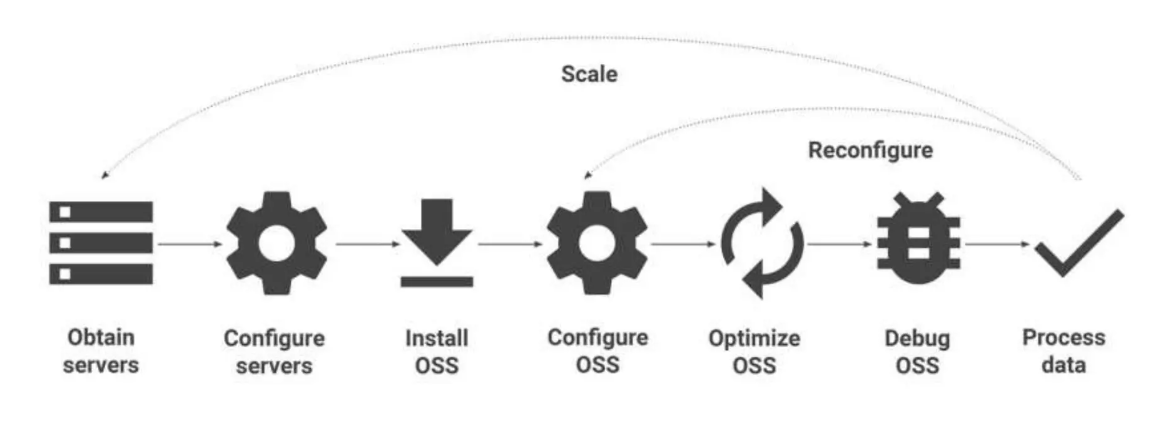 Scale
Reconfigure
Obtain
servers
Configure
servers
Install
OSS
Configure
OSS
Optimize
OSS
Debug
OSS
Process
data